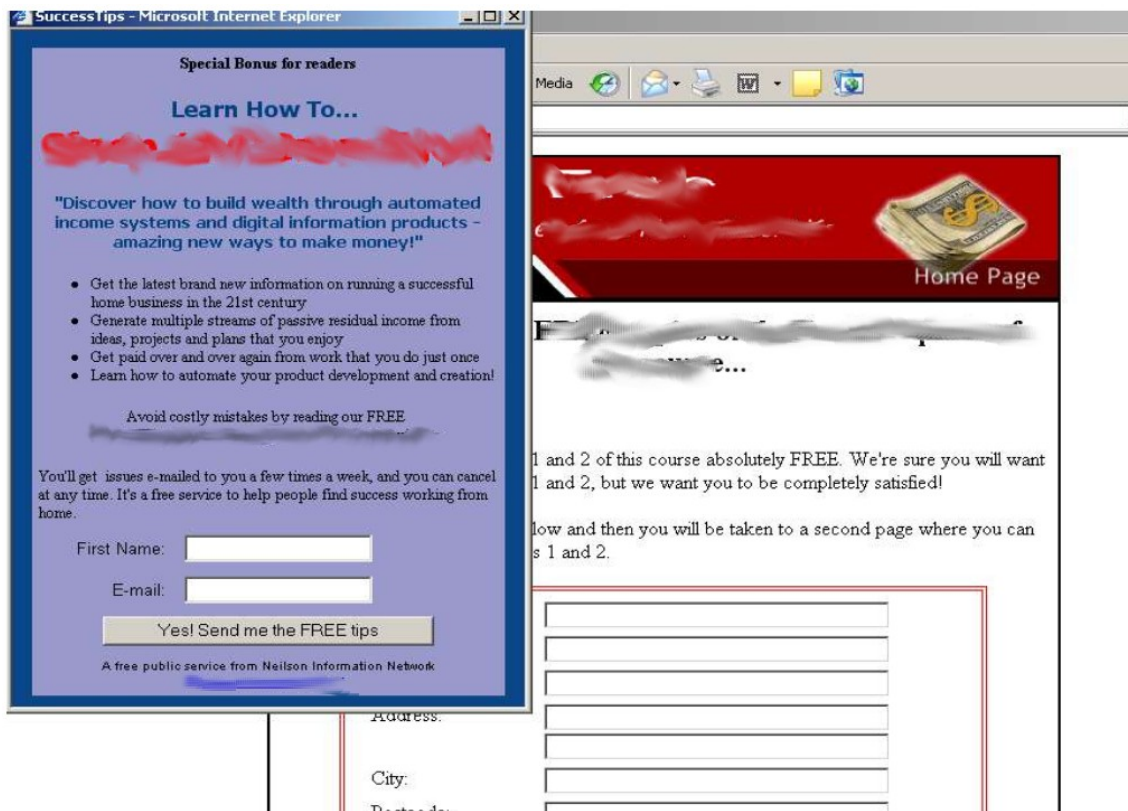 SuccessTips - Microsoft Internet Explorer
Special Bonus for readers
Learn How To...
"Discover how to build wealth through automated
income systems and digital information products -
amazing new ways to make money!"
Get the latest brand new information on running a successful
home business in the 21st century
Generate multiple streams of passive residual income from
ideas, projects and plans that you enjoy
Get paid over and over again from work that you do just once
Learn how to automate your product development and creation!
Avoid costly mistakes by reading our FREE
You'll get issues e-mailed to you a few times a week, and you can cancel
at any time. It's a free service to help people find success working from
home.
First Name:
E-mail:
Yes! Send me the FREE tips
A free public service from Neilson Information Network
Media
Home Page
1 and 2 of this course absolutely FREE. We're sure you will want
1 and 2, but we want you to be completely satisfied!
low and then you will be taken to a second page where you can
s 1 and 2.
Address:
City: